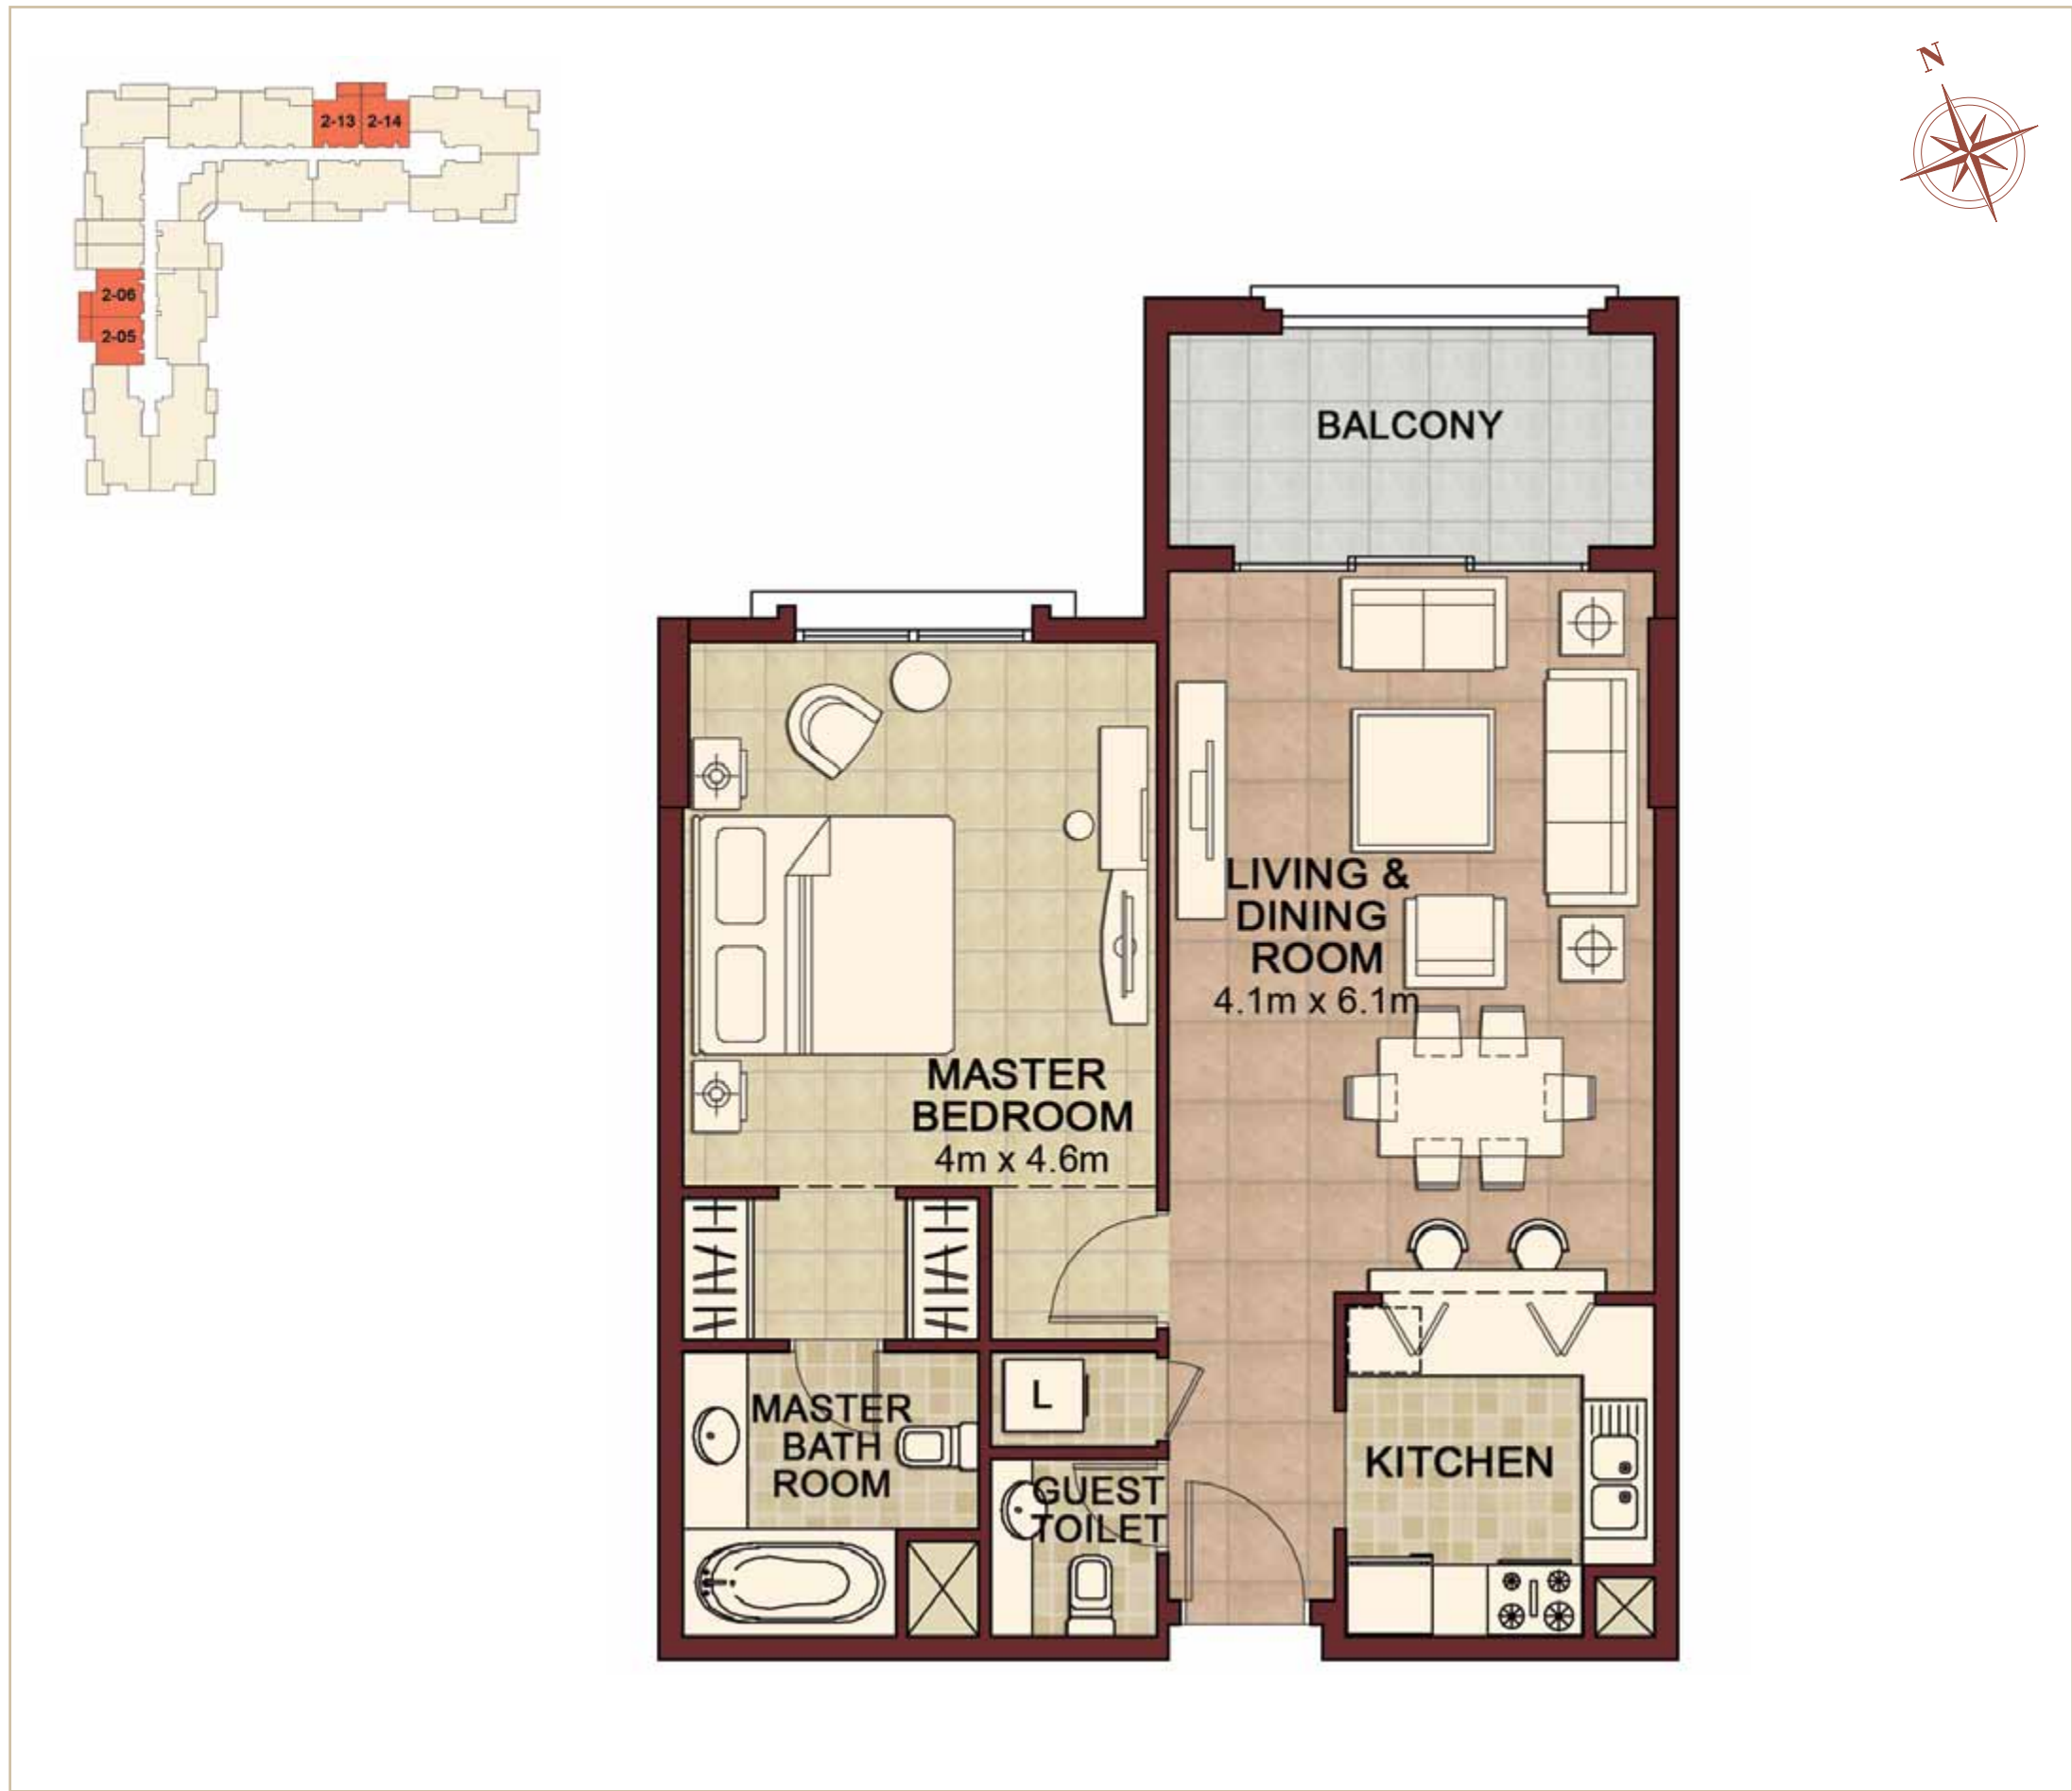 N
2-13 2-14
2-06
2-05
BALCONY
LIVING &
DINING
ROOM
4.1m x 6.1m
MASTER
BEDROOM
4m x 4.6m
MASTER
BATH
ROOM
L
GUEST
TOILET
KITCHEN